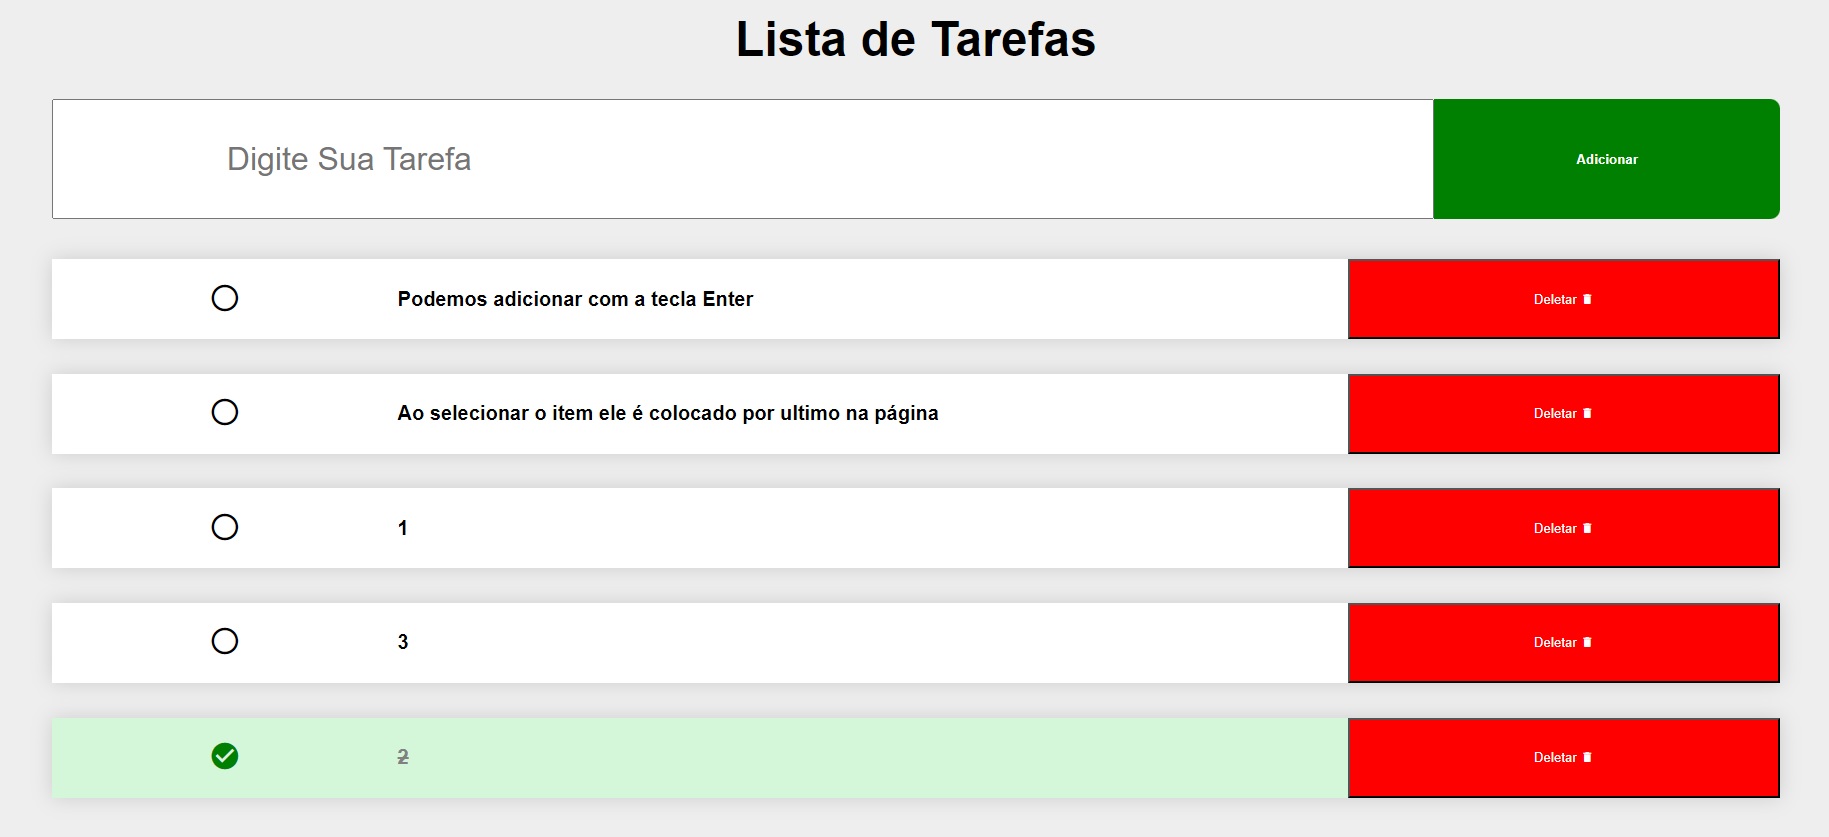 Lista de Tarefas
Digite Sua Tarefa
Adicionar
Podemos adicionar com a tecla Enter
Deletar
Ao selecionar o item ele é colocado por ultimo na página
Deletar
1
Deletar
3
Deletar
2
Deletar